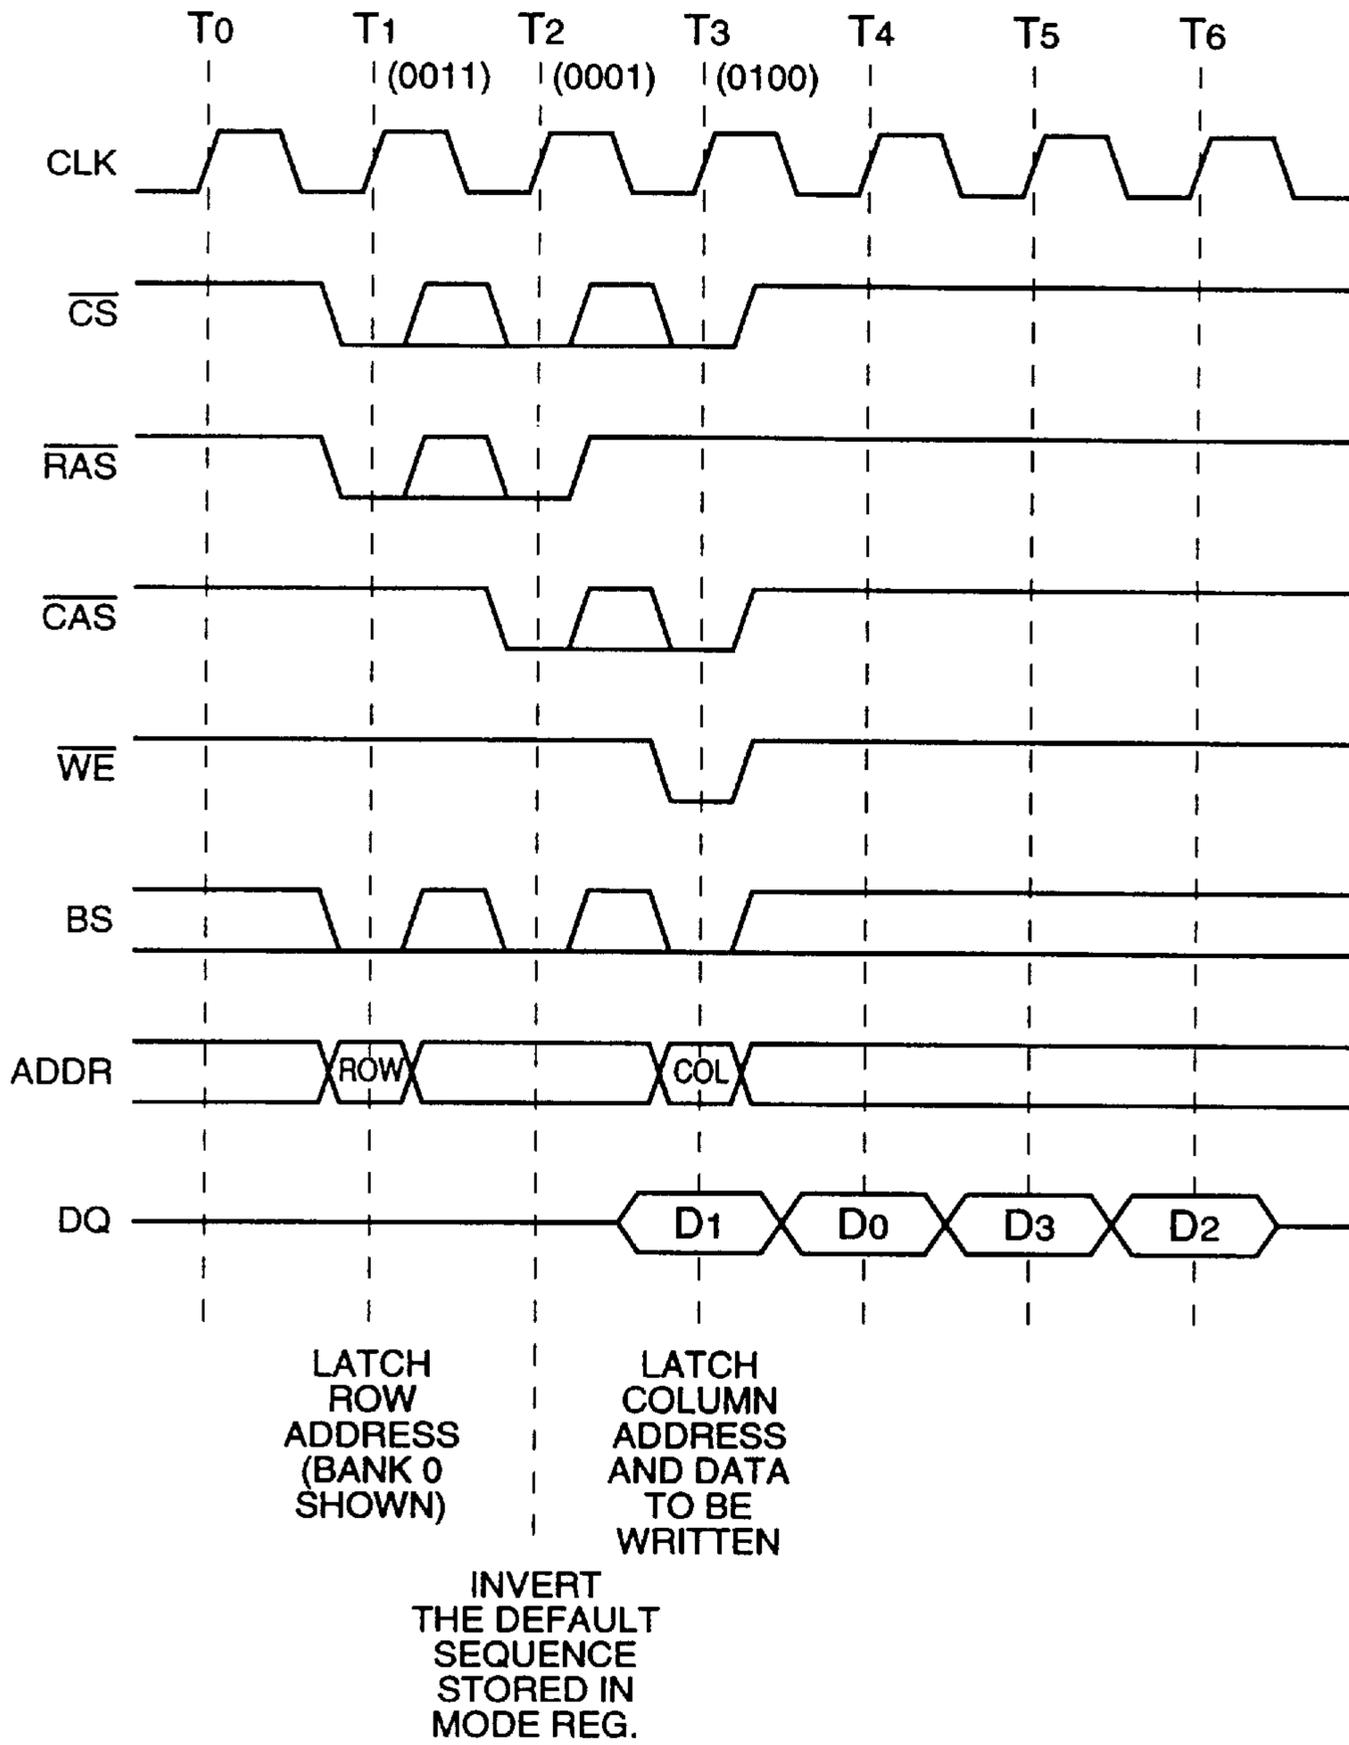 T0 T1 T2 T3 T4 T5 T6
(0011) (0001) (0100)
CLK
CS
RAS
CAS
WE
BS
ADDR ROW COL
DQ D1 D0 D3 D2
LATCH
ROW
ADDRESS
(BANK 0
SHOWN)
LATCH
COLUMN
ADDRESS
AND DATA
TO BE
WRITTEN
INVERT
THE DEFAULT
SEQUENCE
STORED IN
MODE REG.